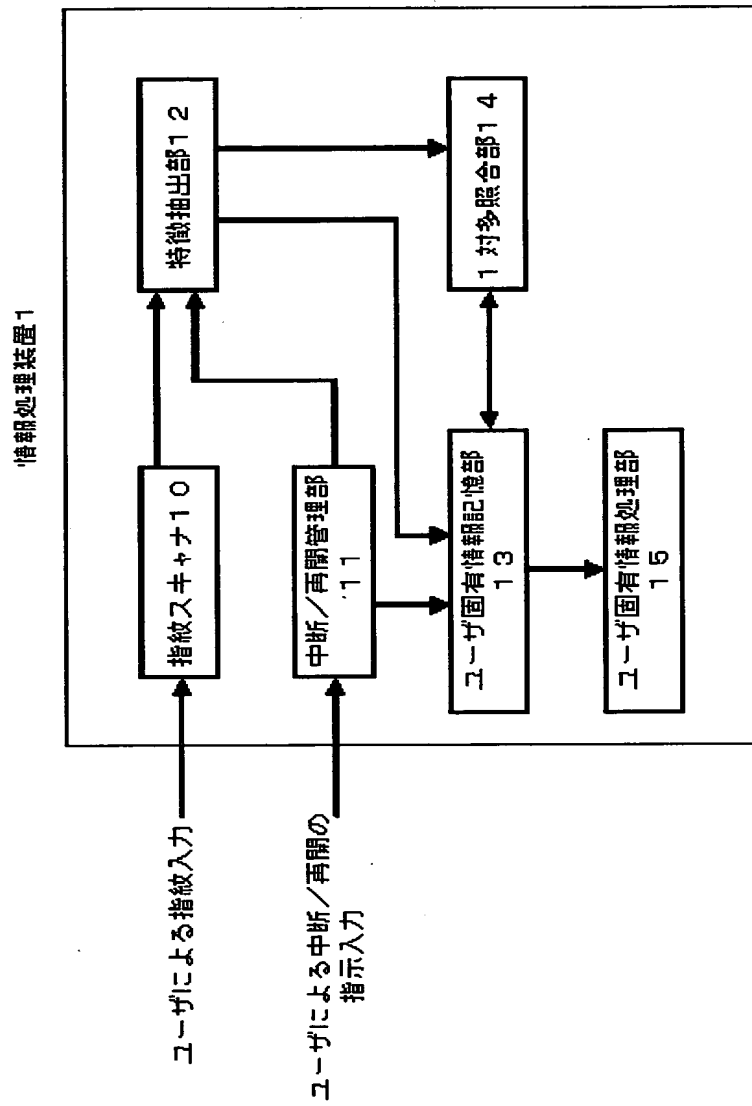 情報処理装置1
ユーザによる指紋入力
指紋スキャナ10
特徴抽出部12
ユーザによる中断／再開の
指示入力
中断／再開管理部
11
ユーザ固有情報記憶部
13
1対多照合部14
ユーザ固有情報処理部
15